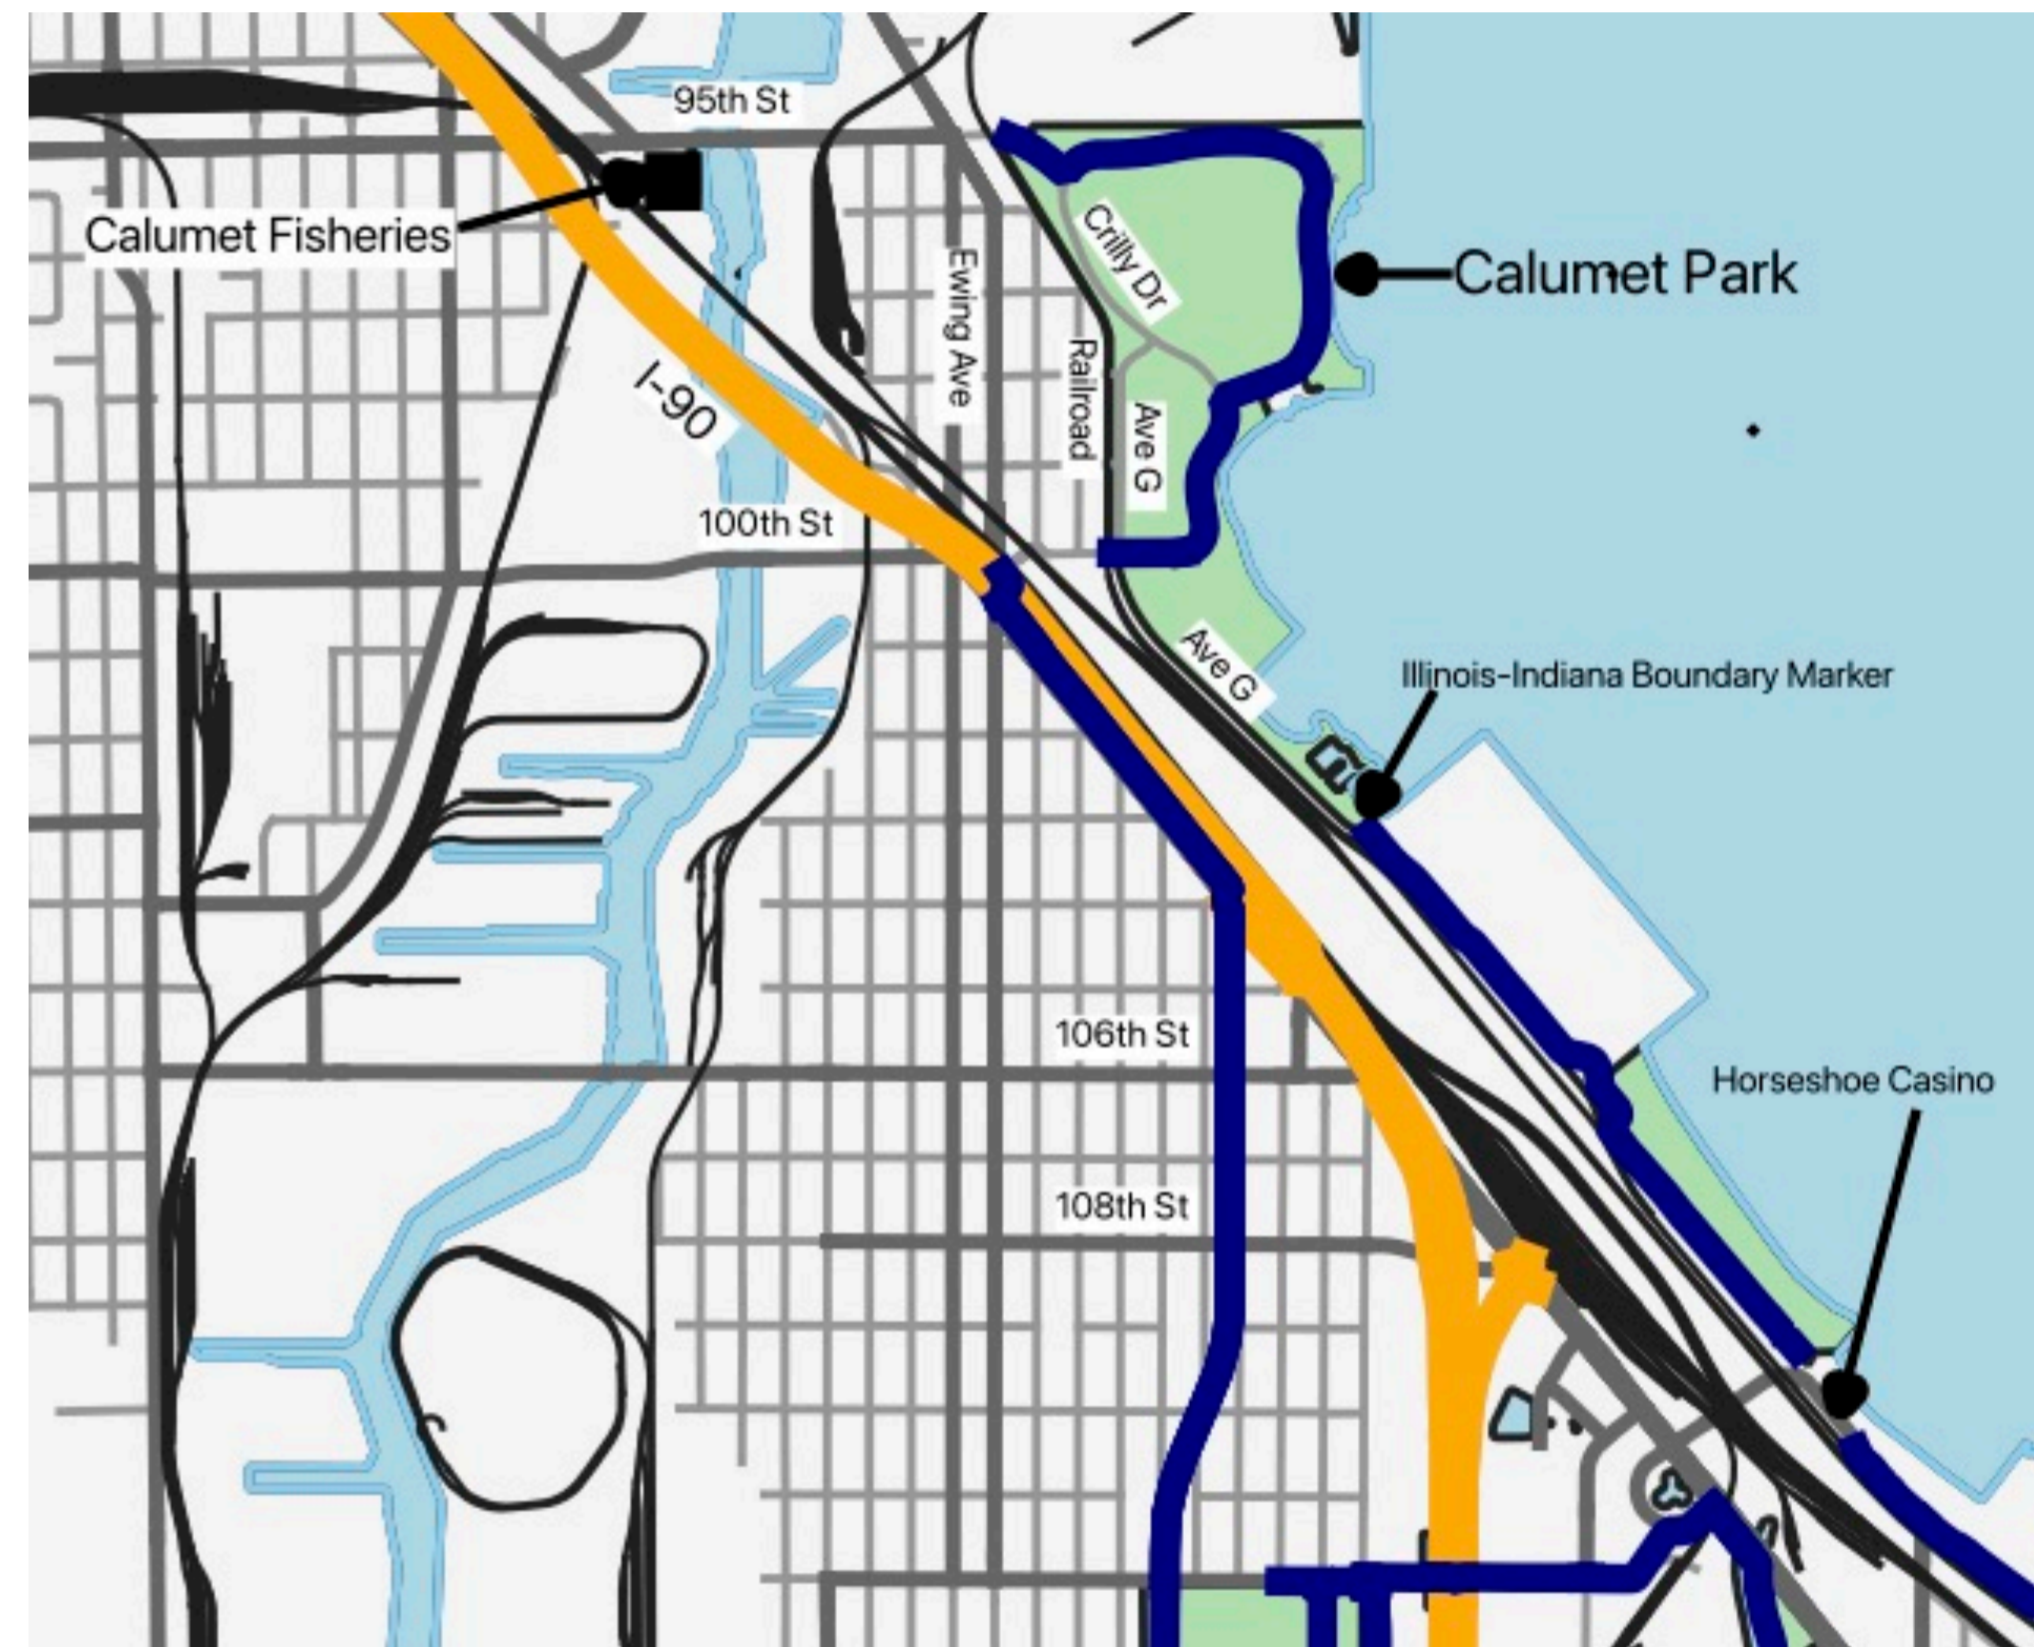 95th St
Calumet Fisheries
Crilly Dr
Calumet Park
Ewing Ave
Railroad
I-90
Ave G
100th St
Ave G
Illinois-Indiana Boundary Marker
106th St
Horseshoe Casino
108th St